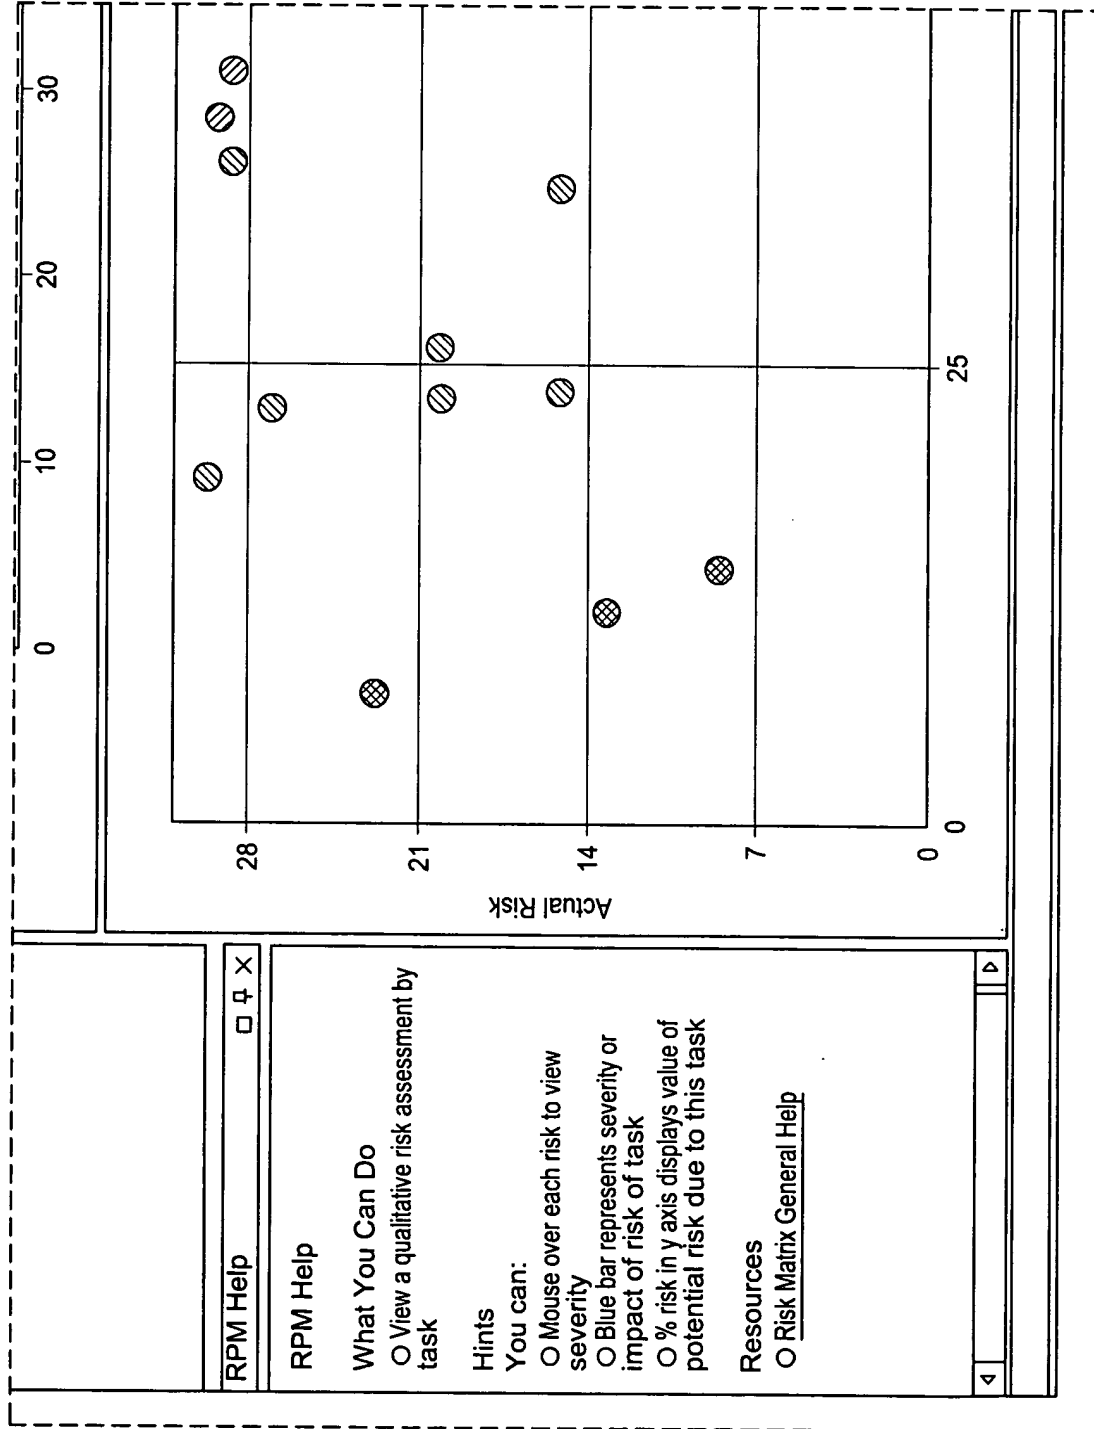 0
10
20
30
RPM Help
RPM Help
What You Can Do
View a qualitative risk assessment by
task
Hints
You can:
Mouse over each risk to view
severity
Blue bar represents severity or
impact of risk of task
% risk in y axis displays value of
potential risk due to this task
Resources
Risk Matrix General Help
Actual Risk
28
21
14
7
0
0
25